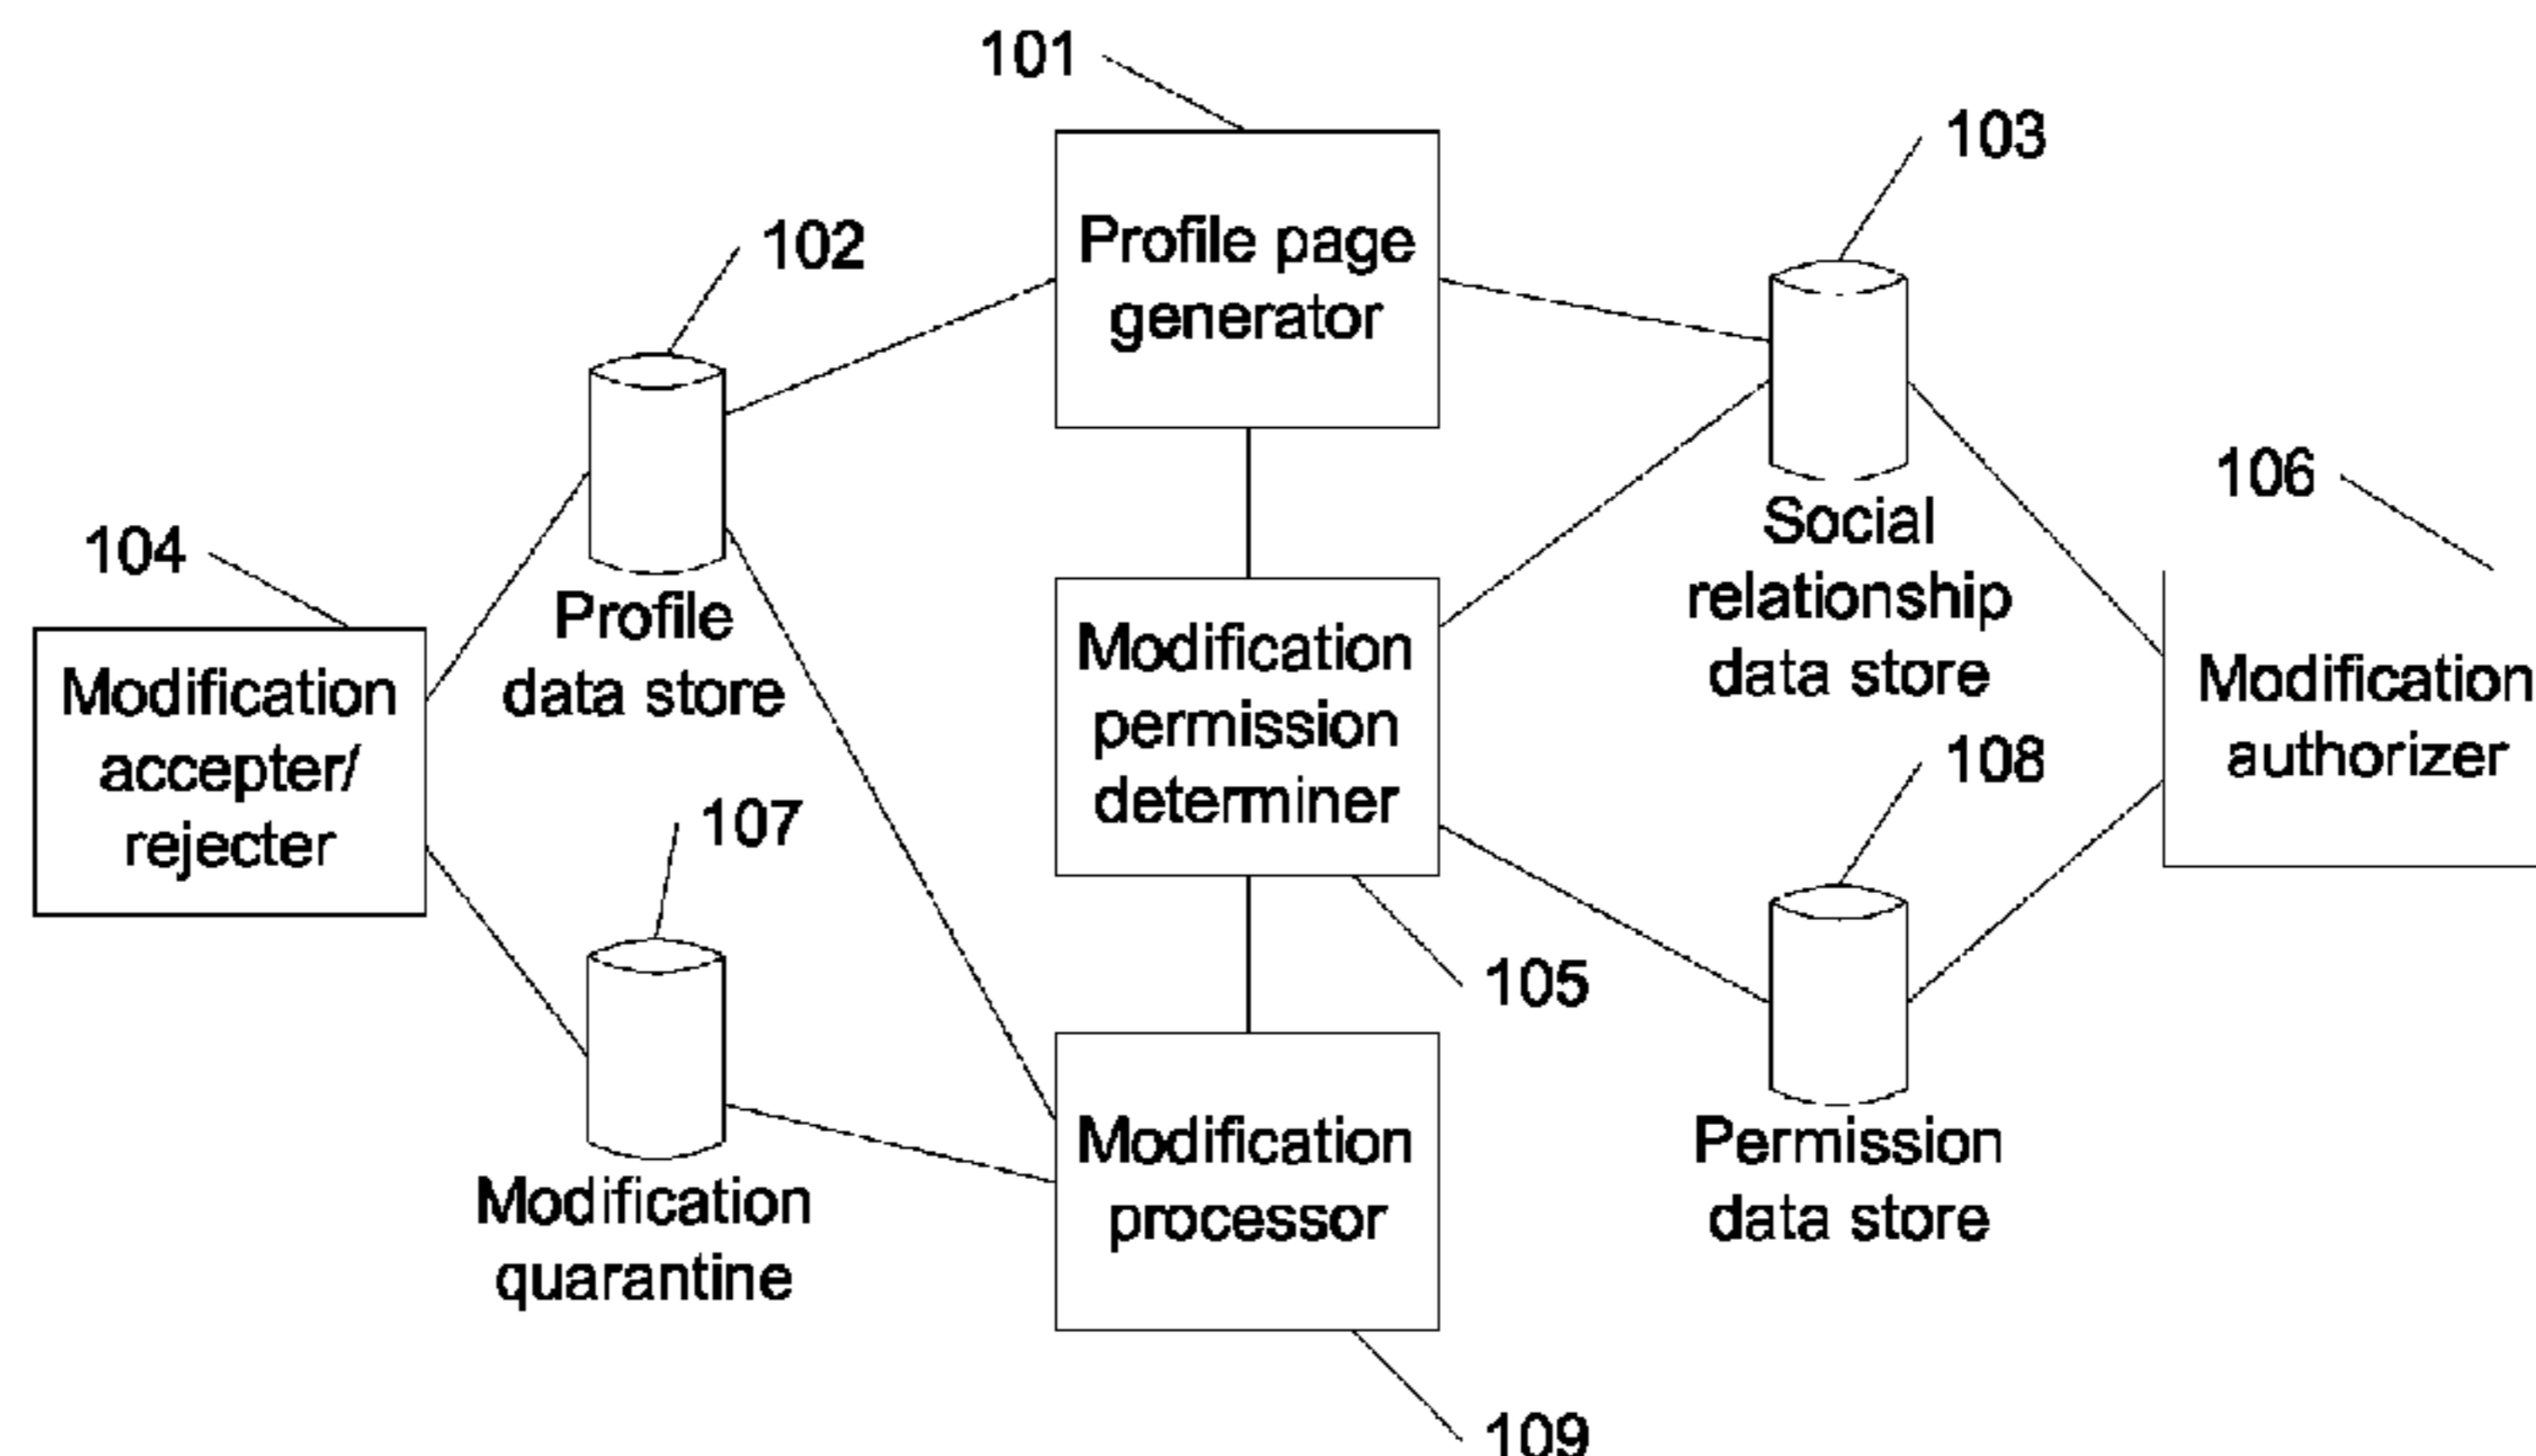 101
103
102
Profile page
generator
106
104
Social
relationship
data store
Profile
data store
Modification
accepter/
rejecter
Modification
permission
determiner
Modification
authorizer
107
108
105
Modification
quarantine
Modification
processor
Permission
data store
109